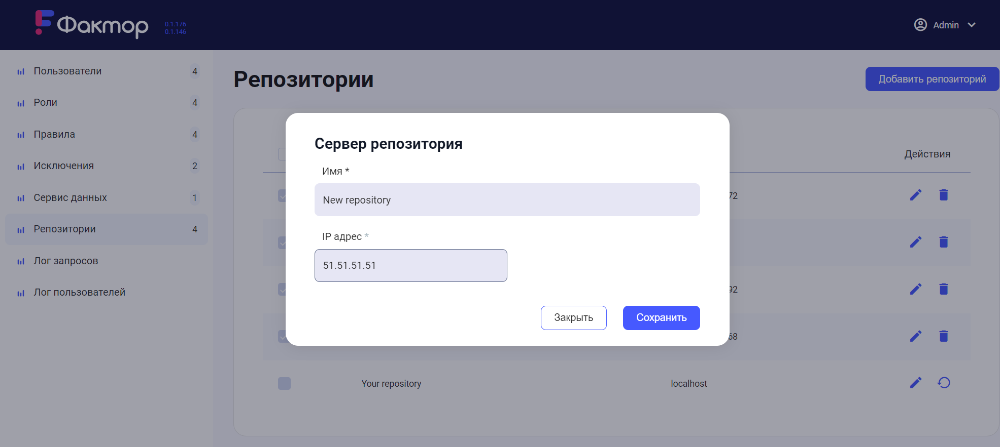 Фактор
0.1.176
0.1.146
Admin
Пользователи 4
Роли 4
Правила 4
Исключения 2
Сервис данных 1
Репозитории 4
Лог запросов
Лог пользователей
Репозитории
Добавить репозиторий
Действия
72
92
68
Your repository localhost
Сервер репозитория
Имя *
New repository
IP адрес *
51.51.51.51
Закрыть Сохранить